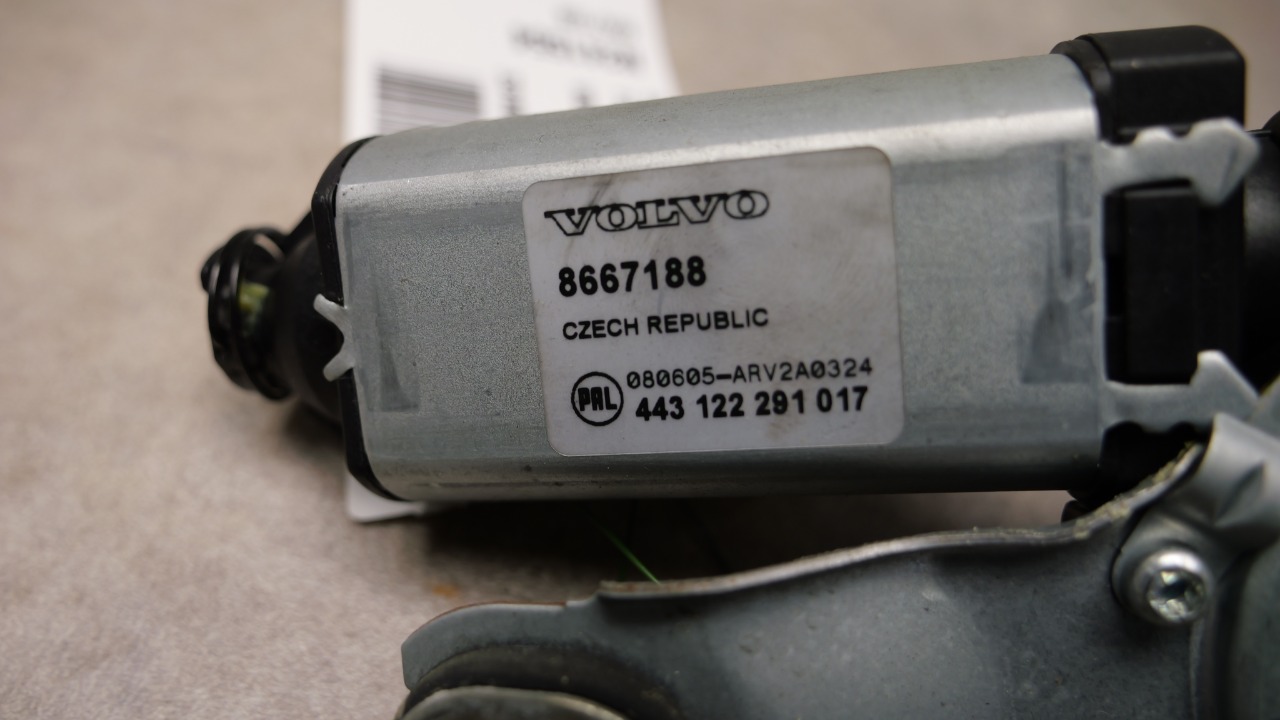 VOLVO
8667188
CZECH REPUBLIC
080605-ARV2A0324
PAL 443 122 291 017